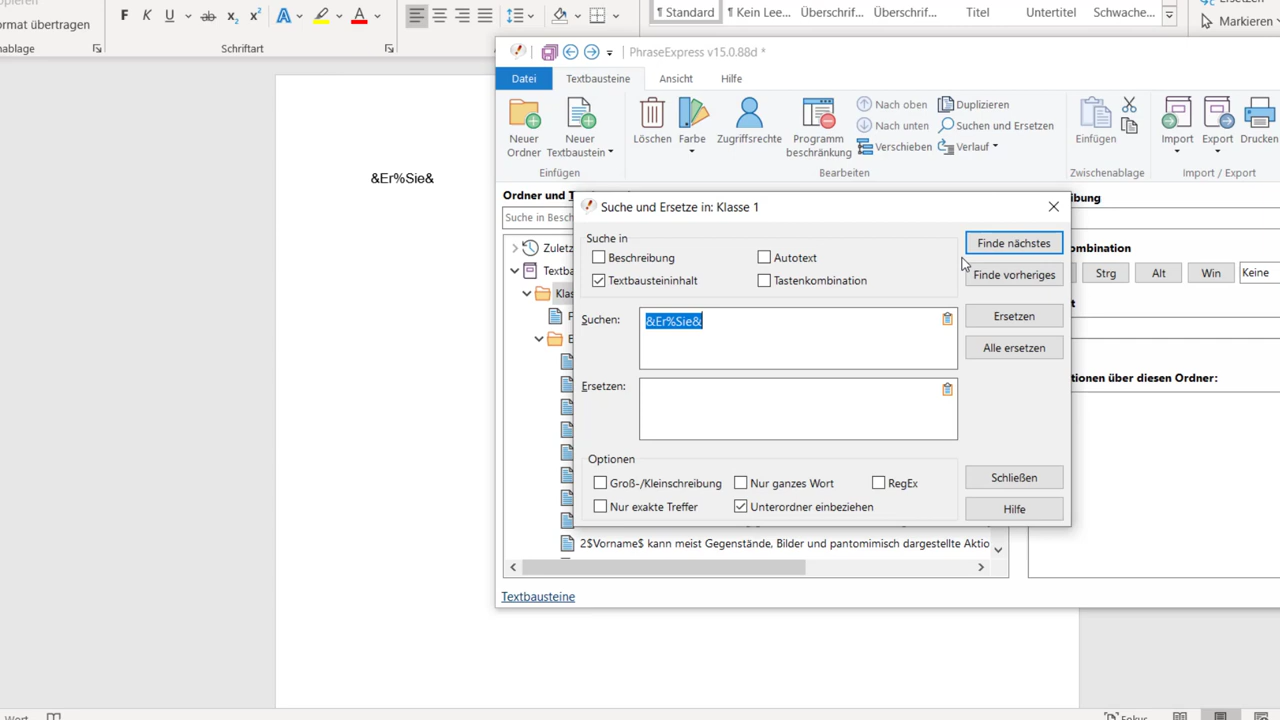 ormat übertragen
F K U ab x₂ x² A A
ablage
Schriftart
¶ Standard
¶ Kein Lee...
Überschrif...
Überschrif...
Titel
Untertitel
Schwache...
Ersetzen
Markieren
PhraseExpress v15.0.88d *
Datei
Textbausteine
Ansicht
Hilfe
Neuer
Ordner
Neuer
Textbaustein
Einfügen
Löschen
Farbe
Zugriffsrechte
Programm
beschränkung
Nach oben
Nach unten
Verschieben
Duplizieren
Suchen und Ersetzen
Verlauf
Bearbeiten
Einfügen
Zwischenablage
Import
Export
Drucken
Import / Export
&Er%Sie&
Ordner und T
Suche in Besch
Zuletz
Textba
Klas
P
E
2$Vorname$ kann meist Gegenstände, Bilder und pantomimisch dargestellte Aktio
Textbausteine
Suche und Ersetze in: Klasse 1
Suche in
Beschreibung
Autotext
Textbausteininhalt
Tastenkombination
Suchen:
&Er%Sie&
Ersetzen:
Optionen
Groß-/Kleinschreibung
Nur ganzes Wort
RegEx
Nur exakte Treffer
Unterordner einbeziehen
Finde nächstes
Finde vorheriges
Ersetzen
Alle ersetzen
Schließen
Hilfe
ibung
ombination
Strg
Alt
Win
Keine
t
tionen über diesen Ordner:
Wort
Fokus